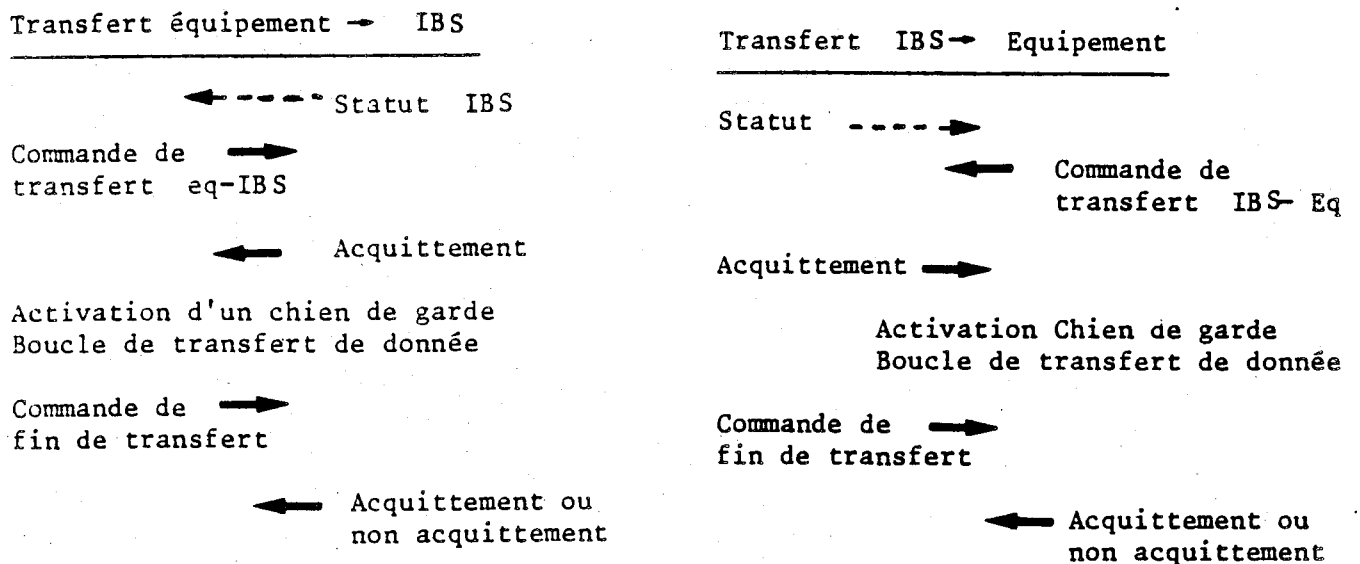 Transfert équipement → IBS
Statut IBS
Commande de
transfert eq-IBS
Acquittement
Activation d'un chien de garde
Boucle de transfert de donnée
Commande de
fin de transfert
Acquittement ou
non acquittement
Transfert IBS→ Equipement
Statut
Commande de
transfert IBS- Eq
Acquittement
Activation Chien de garde
Boucle de transfert de donnée
Commande de
fin de transfert
Acquittement ou
non acquittement